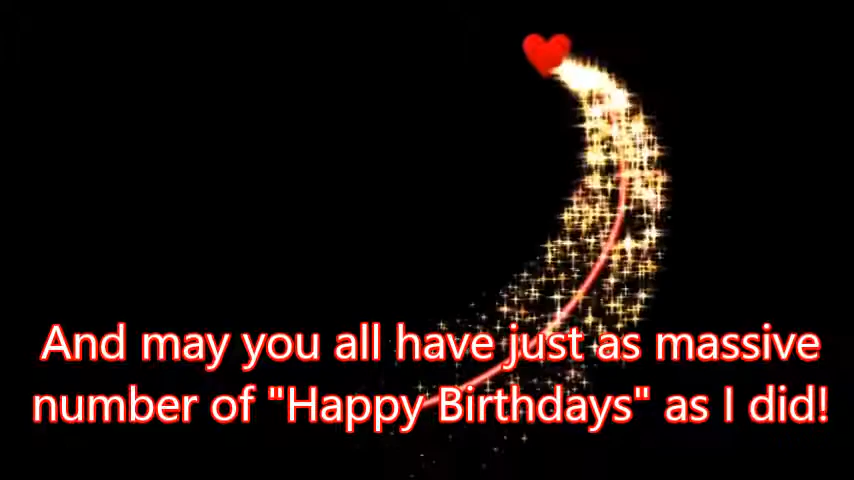 And may you all have just as massive
number of "Happy Birthdays" as I did!